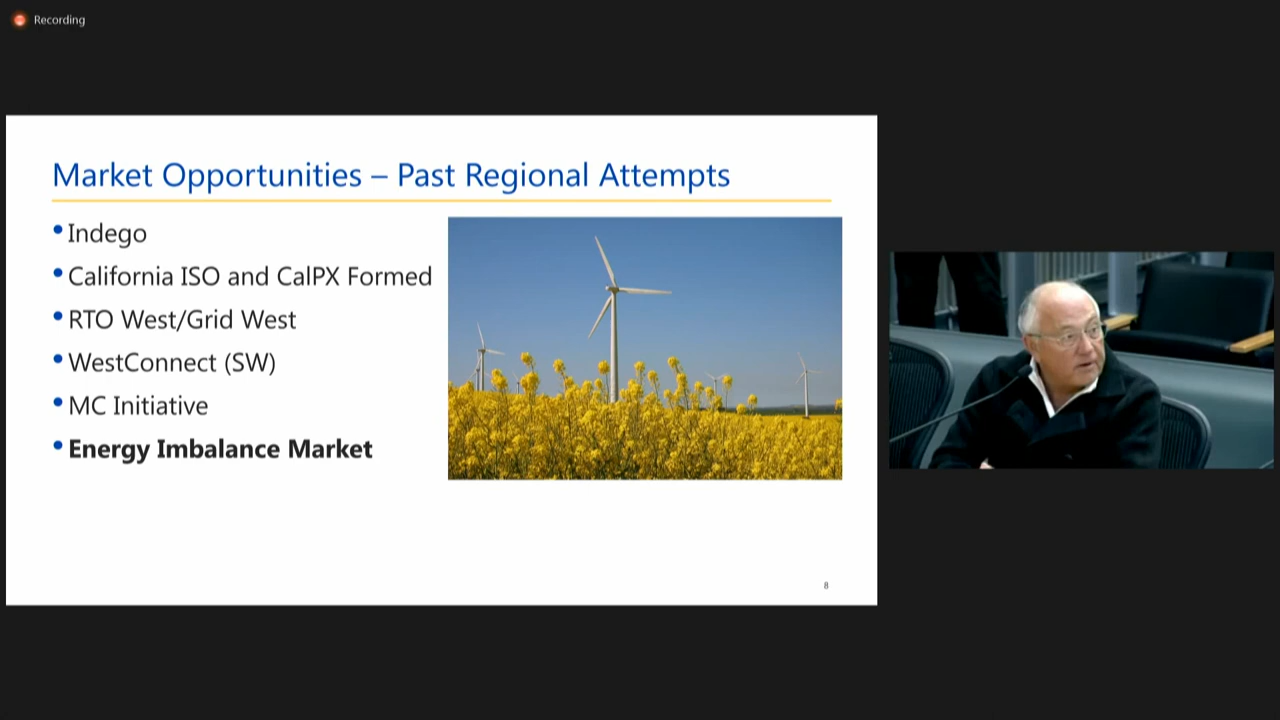 Recording
Market Opportunities – Past Regional Attempts
• Indego
• California ISO and CalPX Formed
• RTO West/Grid West
• WestConnect (SW)
• MC Initiative
• Energy Imbalance Market
8